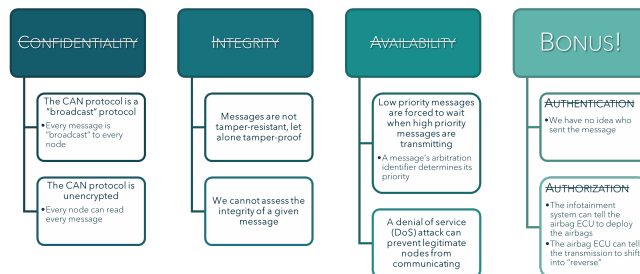 CONFIDENTIALITY
The CAN protocol is a
"broadcast" protocol
•Every message is
"broadcast" to every
node
The CAN protocol is
unencrypted
•Every node can read
every message
INTEGRITY
Messages are not
tamper-resistant, let
alone tamper-proof
We cannot assess the
integrity of a given
message
AVAILABILITY
Low priority messages
are forced to wait
when high priority
messages are
transmitting
•A message's arbitration
identifier determines its
priority
A denial of service
(DoS) attack can
prevent legitimate
nodes from
communicating
BONUS!
AUTHENTICATION
•We have no idea who
sent the message
AUTHORIZATION
•The infotainment
system can tell the
airbag ECU to deploy
the airbags
•The airbag ECU can tell
the transmission to shift
into "reverse"